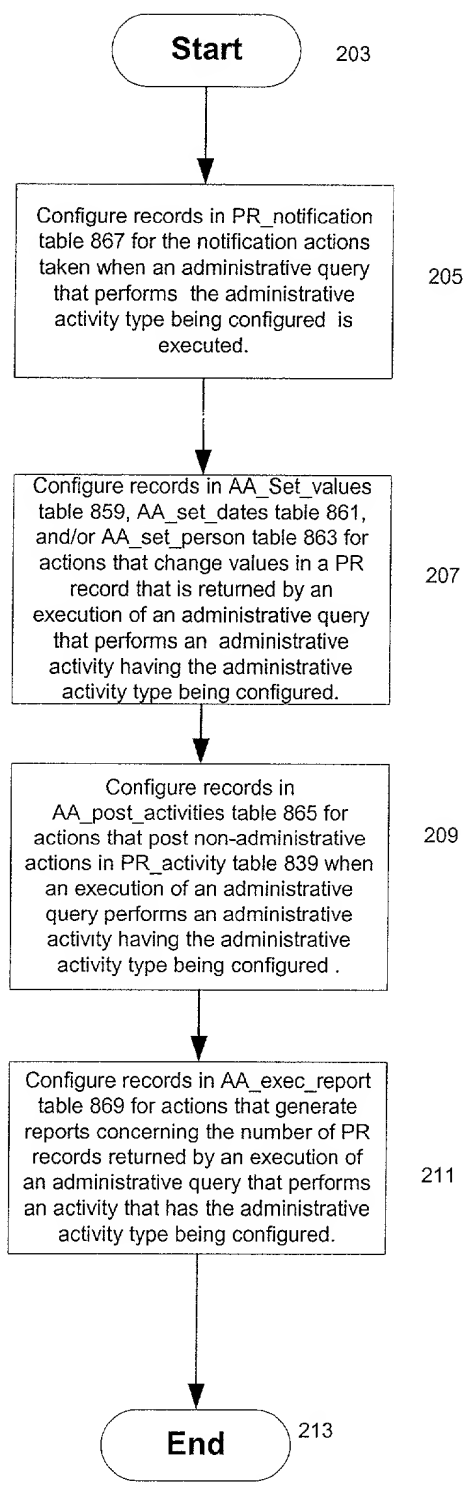 Start
203
Configure records in PR_notification
table 867 for the notification actions
taken when an administrative query
that performs the administrative
activity type being configured is
executed.
205
Configure records in AA_Set_values
table 859, AA_set_dates table 861,
and/or AA_set_person table 863 for
actions that change values in a PR
record that is returned by an
execution of an administrative query
that performs an administrative
activity having the administrative
activity type being configured.
207
Configure records in
AA_post_activities table 865 for
actions that post non-administrative
actions in PR_activity table 839 when
an execution of an administrative
query performs an administrative
activity having the administrative
activity type being configured .
209
Configure records in AA_exec_report
table 869 for actions that generate
reports concerning the number of PR
records returned by an execution of
an administrative query that performs
an activity that has the administrative
activity type being configured.
211
End
213